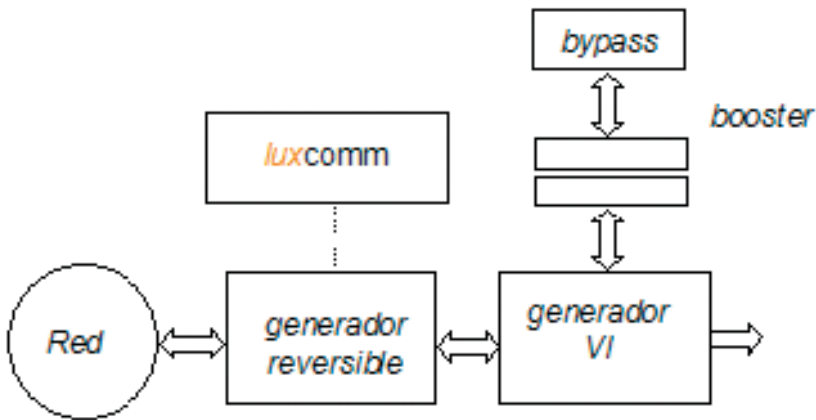 bypass
booster
luxcomm
Red
generador
reversible
generador
VI